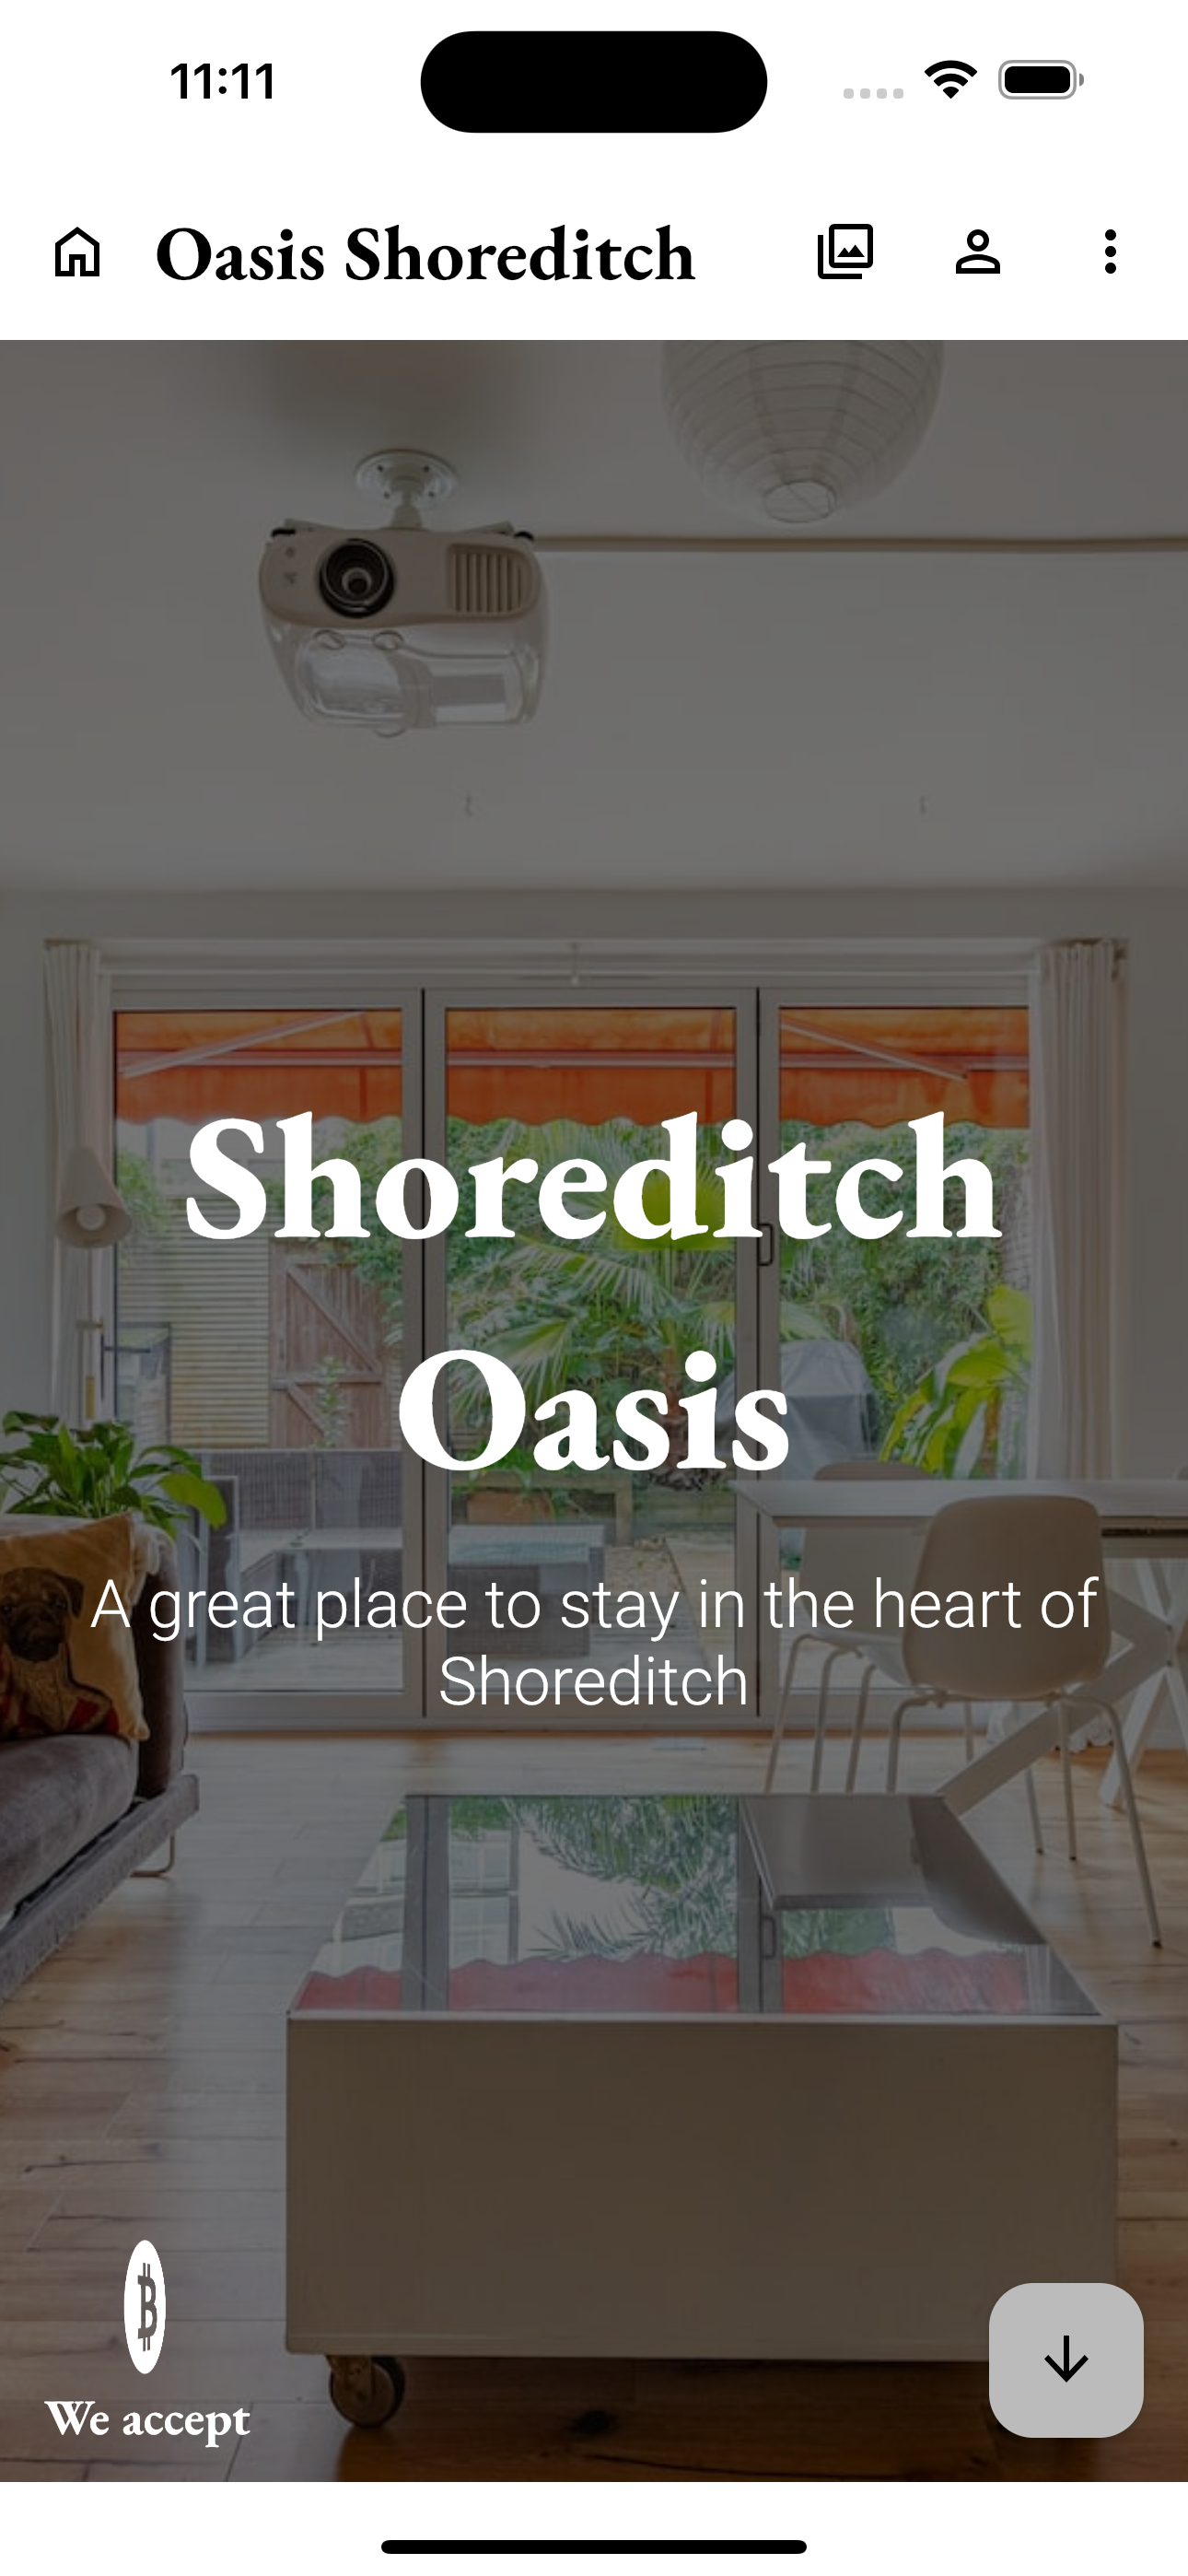 11:11
Oasis Shoreditch
Shoreditch
Oasis
A great place to stay in the heart of
Shoreditch
We accept